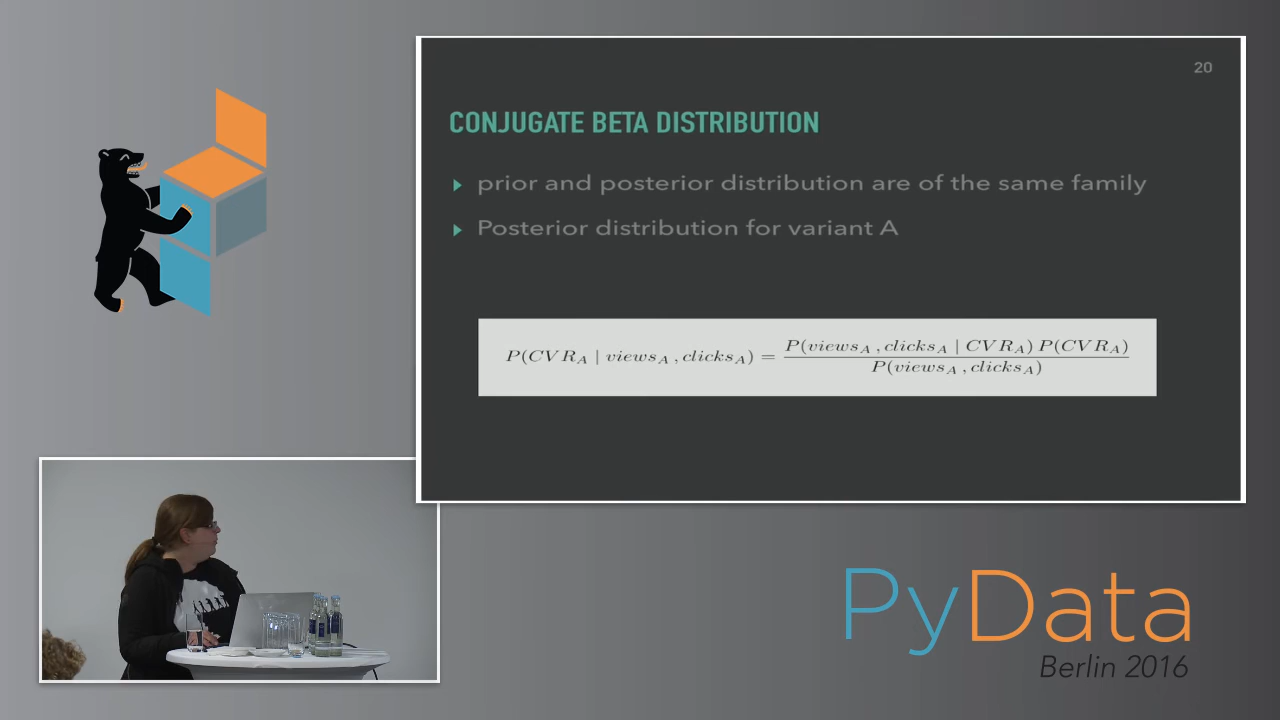 20
CONJUGATE BETA DISTRIBUTION
prior and posterior distribution are of the same family
Posterior distribution for variant A
P(CVR_A | views_A, clicks_A) = P(views_A, clicks_A | CVR_A) P(CVR_A) / P(views_A, clicks_A)
PyData
Berlin 2016